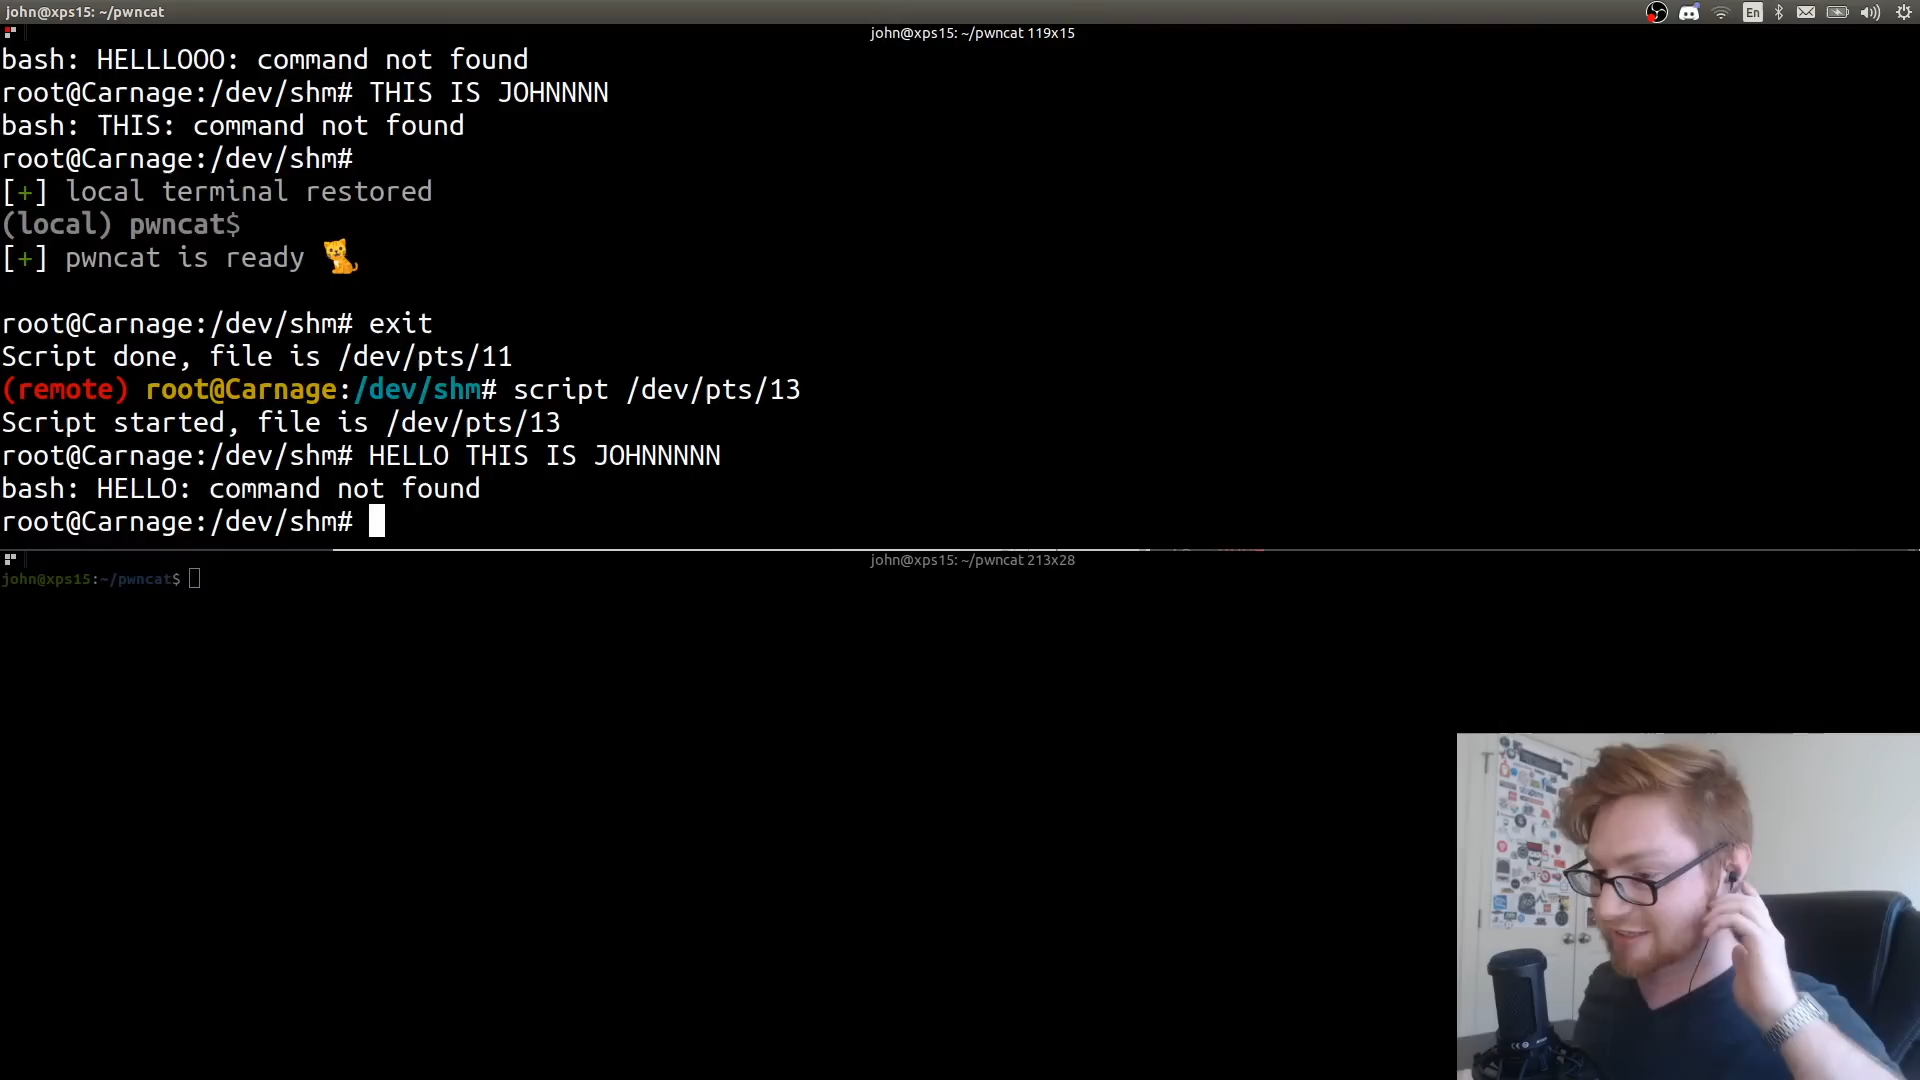 john@xps15: ~/pwncat
En
john@xps15: ~/pwncat 119x15
bash: HELLLOOO: command not found
root@Carnage:/dev/shm# THIS IS JOHNNNN
bash: THIS: command not found
root@Carnage:/dev/shm#
[+] local terminal restored
(local) pwncat$
[+] pwncat is ready 🐈
root@Carnage:/dev/shm# exit
Script done, file is /dev/pts/11
(remote) root@Carnage:/dev/shm# script /dev/pts/13
Script started, file is /dev/pts/13
root@Carnage:/dev/shm# HELLO THIS IS JOHNNNNN
bash: HELLO: command not found
root@Carnage:/dev/shm#
john@xps15: ~/pwncat 213x28
john@xps15:~/pwncat$